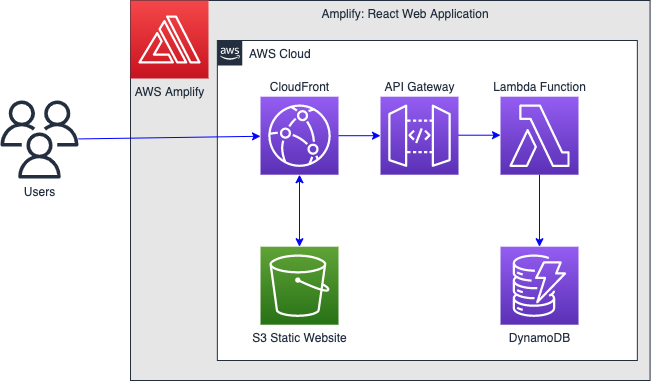 Amplify: React Web Application
aws
AWS Cloud
AWS Amplify
CloudFront
API Gateway
Lambda Function
</>
Users
S3 Static Website
DynamoDB